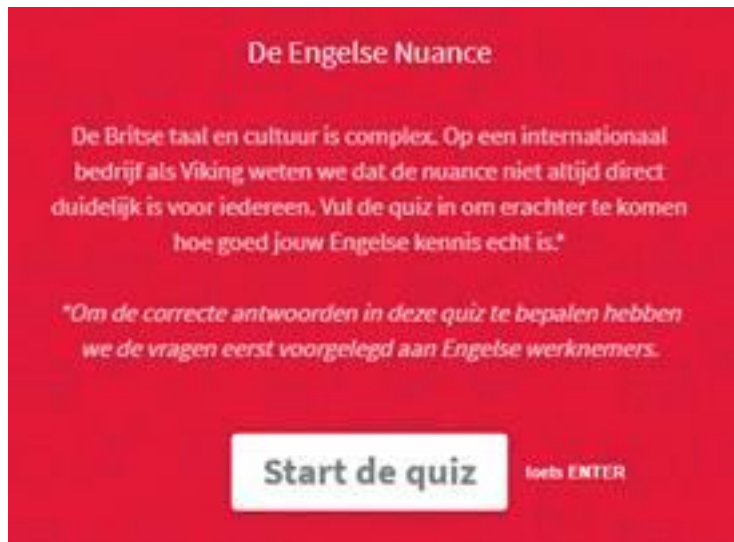 De Engelse Nuance
De Britse taal en cultuur is complex. Op een internationaal
bedrijf als Viking weten we dat de nuance niet altijd direct
duidelijk is voor iedereen. Vul de quiz in om erachter te komen
hoe goed jouw Engelse kennis echt is.*
*Om de correcte antwoorden in deze quiz te bepalen hebben
we de vragen eerst voorgelegd aan Engelse werknemers.
Start de quiz
toets ENTER